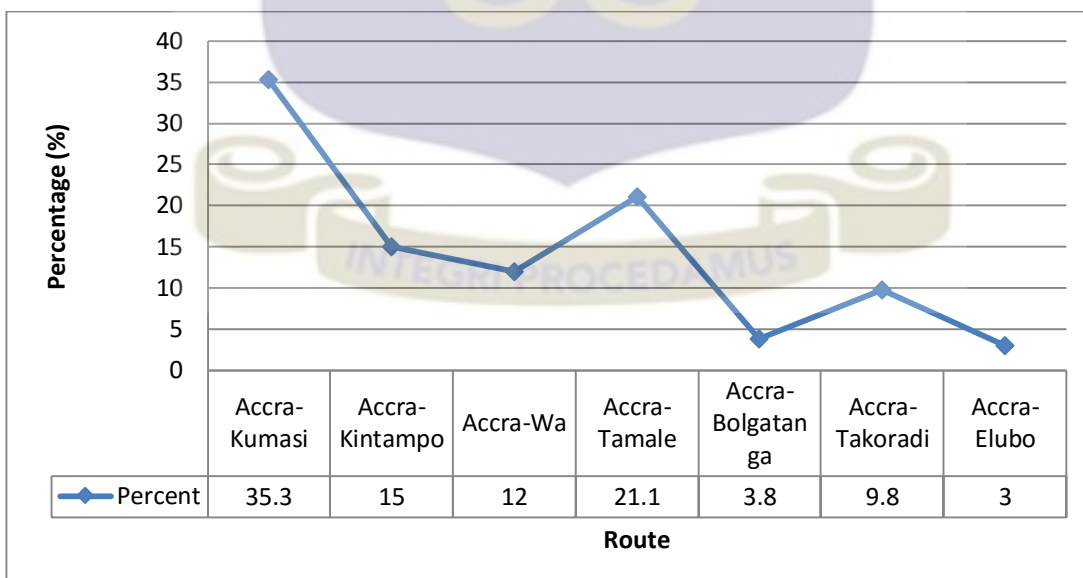 40
35
30
25
20
15
10
5
0
Percentage (%)
INTEGRI PROCEDAMUS
Accra-
Kumasi
Accra-
Kintampo
Accra-Wa
Accra-
Tamale
Accra-
Bolgatan
ga
Accra-
Takoradi
Accra-
Elubo
Percent 35.3 15 12 21.1 3.8 9.8 3
Route